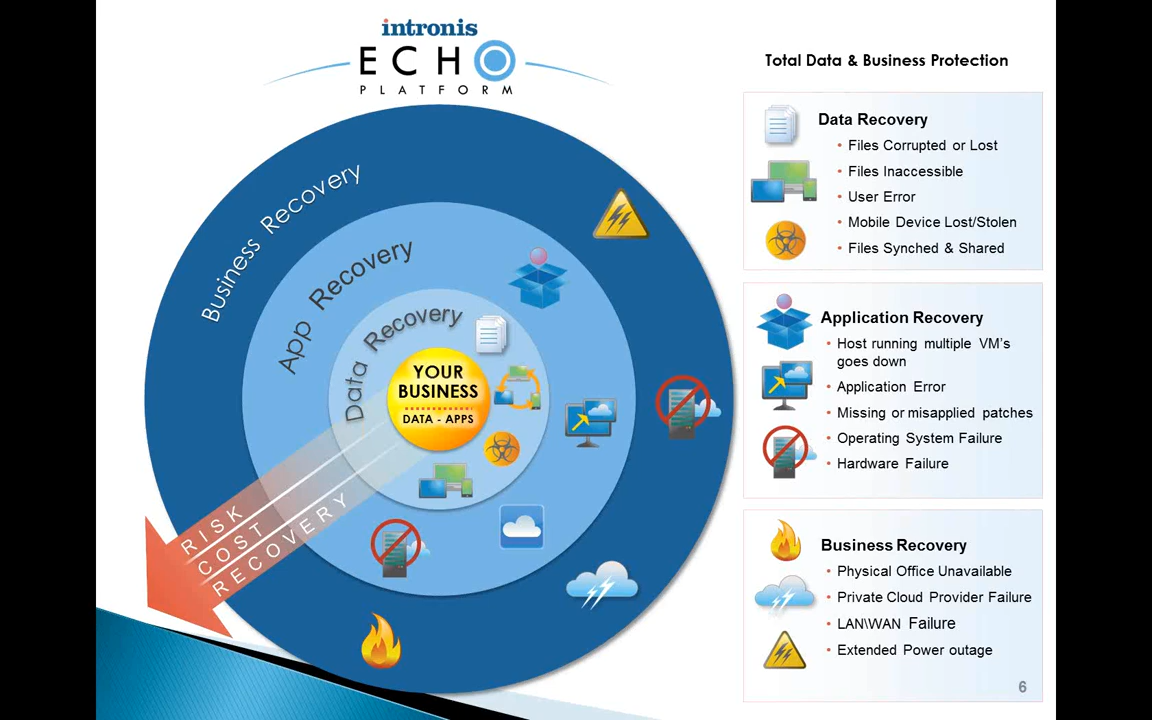 intronis
ECHO
PLATFORM
Total Data & Business Protection
Business Recovery
App Recovery
Data Recovery
YOUR
BUSINESS
DATA - APPS
RISK
COST
RECOVERY
Data Recovery
• Files Corrupted or Lost
• Files Inaccessible
• User Error
• Mobile Device Lost/Stolen
• Files Synched & Shared
Application Recovery
• Host running multiple VM's
goes down
• Application Error
• Missing or misapplied patches
• Operating System Failure
• Hardware Failure
Business Recovery
• Physical Office Unavailable
• Private Cloud Provider Failure
• LAN\WAN Failure
• Extended Power outage
6